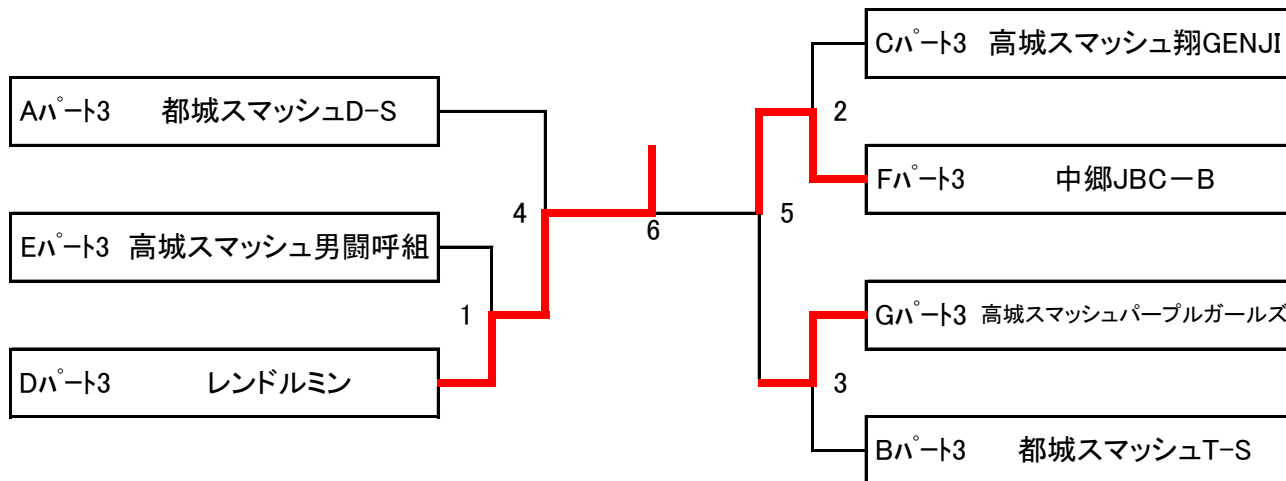 Aﾊﾟｰﾄ3 都城スマッシュD-S
Eﾊﾟｰﾄ3 高城スマッシュ男闘呼組
Dﾊﾟｰﾄ3 レンドルミン
1
4
6
5
2
3
Cﾊﾟｰﾄ3 高城スマッシュ翔GENJI
Fﾊﾟｰﾄ3 中郷JBC－B
Gﾊﾟｰﾄ3 高城スマッシュパープルガールズ
Bﾊﾟｰﾄ3 都城スマッシュT-S